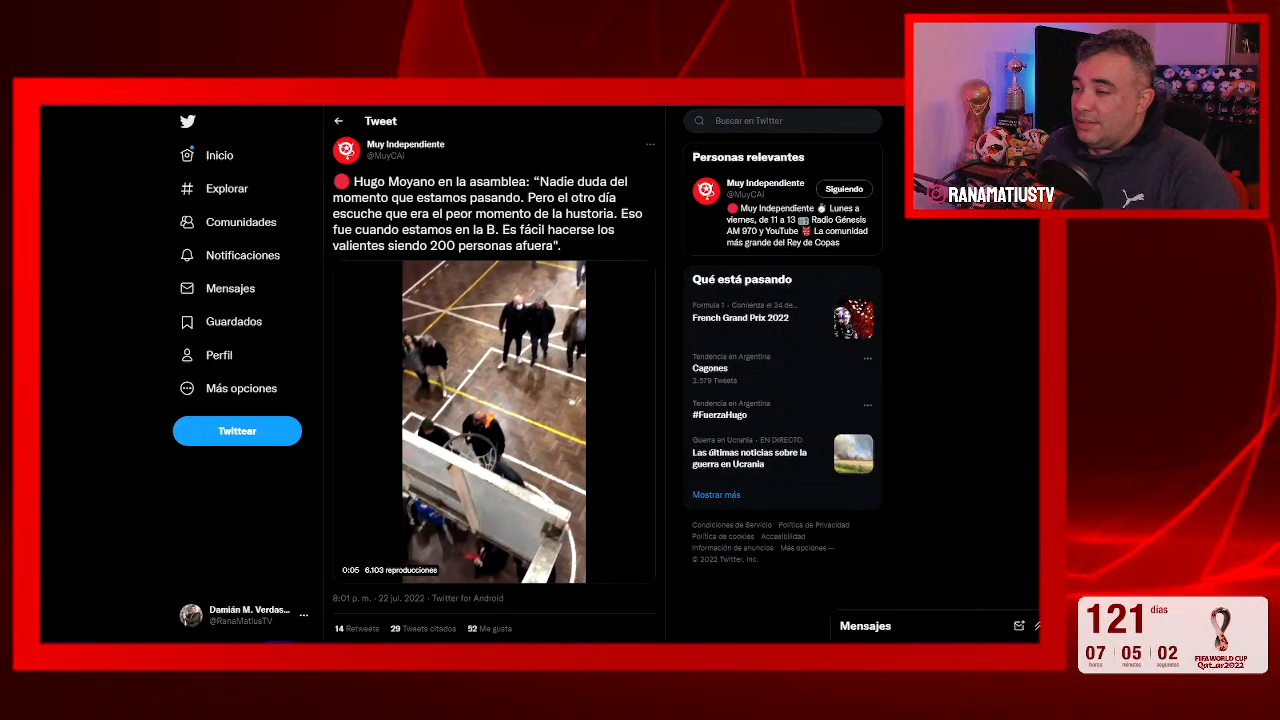 Inicio
Explorar
Comunidades
Notificaciones
Mensajes
Guardados
Perfil
Más opciones
Twittear
Damián M. Verdas...
@RanaMatiusTV
Tweet
Muy Independiente
@MuyCAI
Hugo Moyano en la asamblea: “Nadie duda del
momento que estamos pasando. Pero el otro día
escuche que era el peor momento de la hustoria. Eso
fue cuando estamos en la B. Es fácil hacerse los
valientes siendo 200 personas afuera".
0:05 6.103 reproducciones
8:01 p. m. · 22 jul. 2022 · Twitter for Android
14 Retweets 29 Tweets citados 52 Me gusta
Buscar en Twitter
Personas relevantes
Muy Independiente
@MuyCAI
Siguiendo
Muy Independiente Lunes a
viernes, de 11 a 13 Radio Génesis
AM 970 y YouTube La comunidad
más grande del Rey de Copas
Qué está pasando
Formula 1 · Comienza el 24 de...
French Grand Prix 2022
Tendencia en Argentina
Cagones
2.579 Tweets
Tendencia en Argentina
#FuerzaHugo
Guerra en Ucrania · EN DIRECTO
Las últimas noticias sobre la
guerra en Ucrania
Mostrar más
Condiciones de Servicio Política de Privacidad
Política de cookies Accesibilidad
Información de anuncios Más opciones ···
© 2022 Twitter, Inc.
Mensajes
RANAMATIUSTV
121 días
07 05 02
horas minutos segundos
FIFA WORLD CUP
Qatar2022